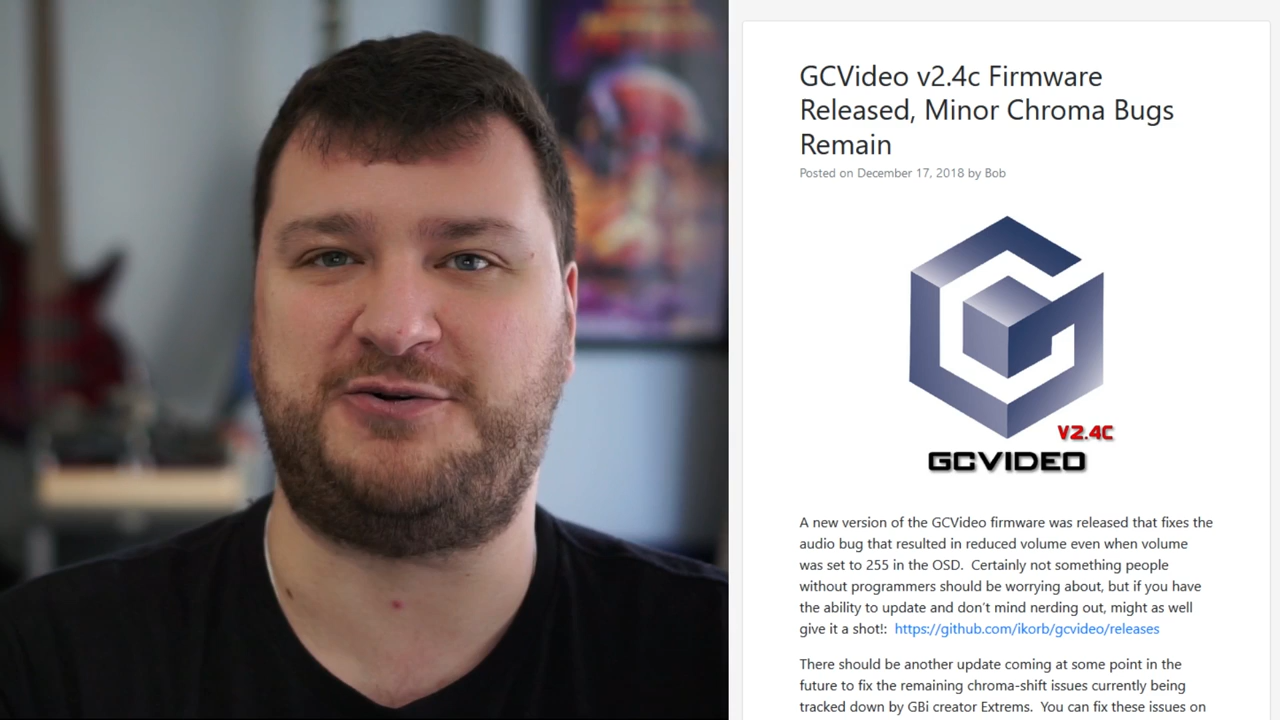 GCVideo v2.4c Firmware
Released, Minor Chroma Bugs
Remain
Posted on December 17, 2018 by Bob
V2.4C
GCVIDEO
A new version of the GCVideo firmware was released that fixes the
audio bug that resulted in reduced volume even when volume
was set to 255 in the OSD.  Certainly not something people
without programmers should be worrying about, but if you have
the ability to update and don’t mind nerding out, might as well
give it a shot!:  https://github.com/ikorb/gcvideo/releases
There should be another update coming at some point in the
future to fix the remaining chroma-shift issues currently being
tracked down by GBi creator Extrems.  You can fix these issues on